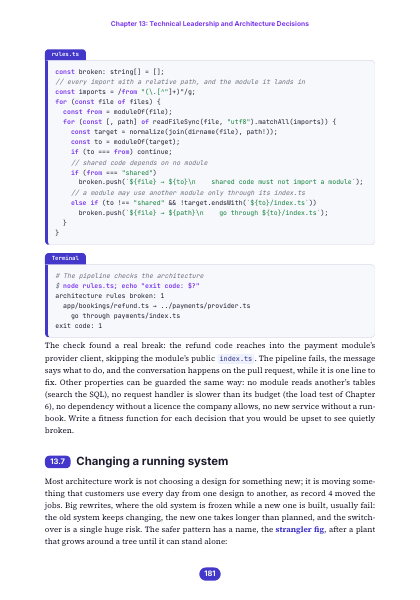 Chapter 13: Technical Leadership and Architecture Decisions
rules.ts
const broken: string[] = [];
// every import with a relative path, and the module it lands in
const imports = /from "(\.[^"]+)"/g;
for (const file of files) {
const from = moduleOf(file);
for (const [, path] of readFileSync(file, "utf8").matchAll(imports)) {
const target = normalize(join(dirname(file), path!));
const to = moduleOf(target);
if (to === from) continue;
// shared code depends on no module
if (from === "shared")
broken.push(`${file} → ${to}\n    shared code must not import a module`);
// a module may use another module only through its index.ts
else if (to !== "shared" && !target.endsWith(`${to}/index.ts`))
broken.push(`${file} → ${path}\n    go through ${to}/index.ts`);
}
}
Terminal
# The pipeline checks the architecture
$ node rules.ts; echo "exit code: $?"
architecture rules broken: 1
app/bookings/refund.ts → ../payments/provider.ts
go through payments/index.ts
exit code: 1
The check found a real break: the refund code reaches into the payment module's
provider client, skipping the module's public index.ts. The pipeline fails, the message
says what to do, and the conversation happens on the pull request, while it is one line to
fix. Other properties can be guarded the same way: no module reads another's tables
(search the SQL), no request handler is slower than its budget (the load test of Chapter
6), no dependency without a licence the company allows, no new service without a run-
book. Write a fitness function for each decision that you would be upset to see quietly
broken.
13.7 Changing a running system
Most architecture work is not choosing a design for something new; it is moving some-
thing that customers use every day from one design to another, as record 4 moved the
jobs. Big rewrites, where the old system is frozen while a new one is built, usually fail:
the old system keeps changing, the new one takes longer than planned, and the switch-
over is a single huge risk. The safer pattern has a name, the strangler fig, after a plant
that grows around a tree until it can stand alone:
181